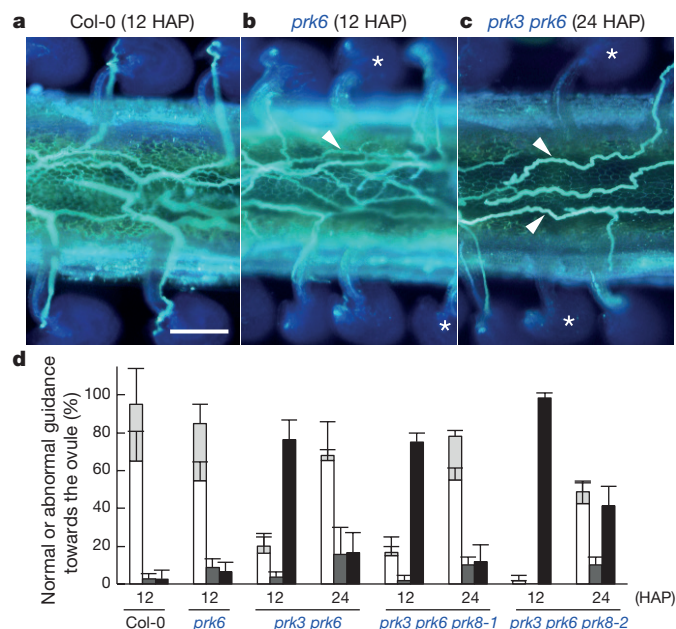 a Col-0 (12 HAP)
b prk6 (12 HAP)
c prk3 prk6 (24 HAP)
*
*
*
*
d
Normal or abnormal guidance
towards the ovule (%)
100
80
60
40
20
0
12 12 12 24 12 24 12 24 (HAP)
Col-0 prk6 prk3 prk6 prk3 prk6 prk8-1 prk3 prk6 prk8-2